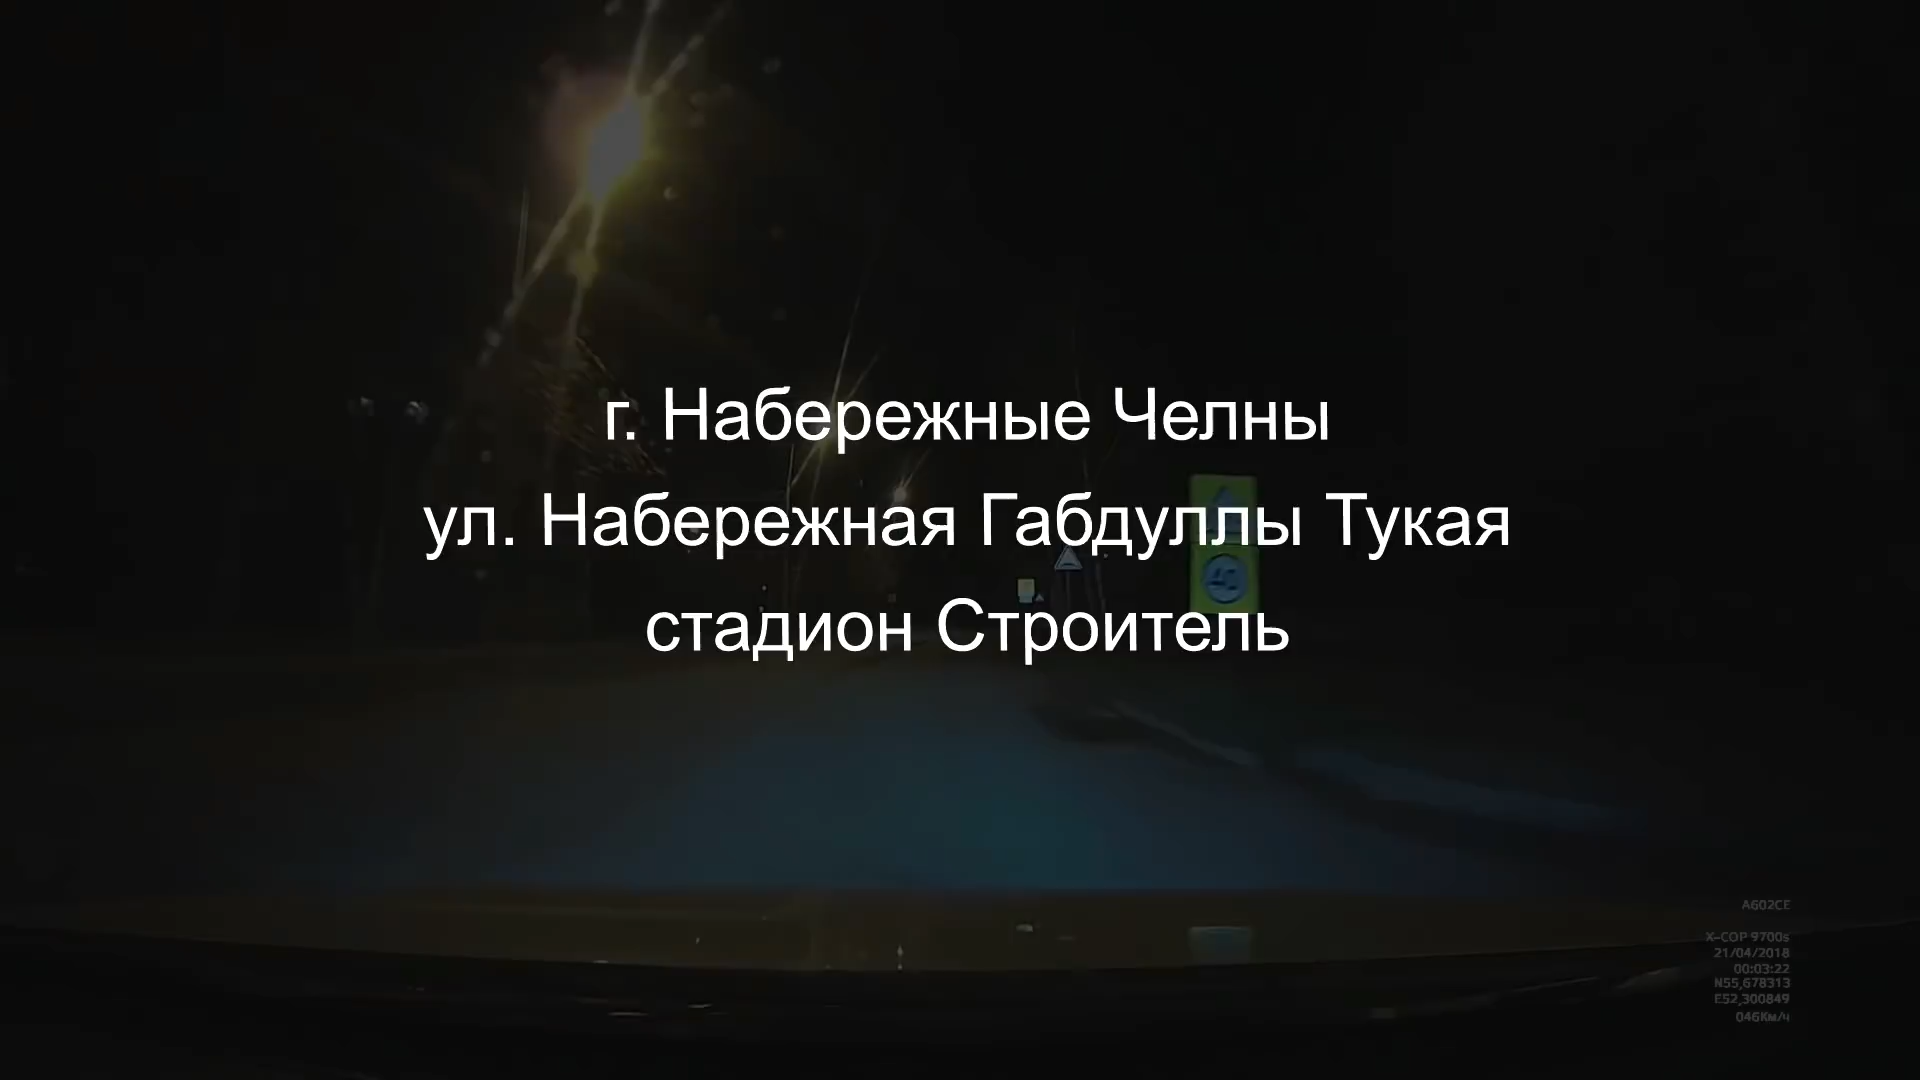 г. Набережные Челны
ул. Набережная Габдуллы Тукая
стадион Строитель
40
A602CE
X-COP 9700s
21/04/2018
00:03:22
N55,678313
E52,300849
046Км/ч